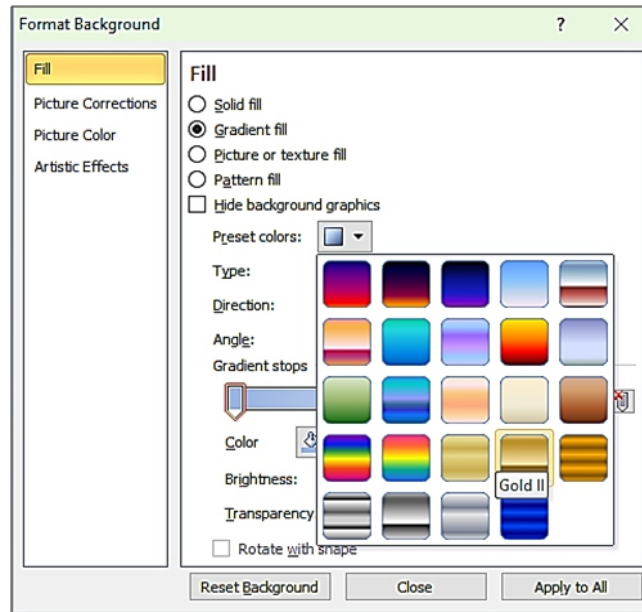 Format Background
?
Fill
Picture Corrections
Picture Color
Artistic Effects
Fill
Solid fill
Gradient fill
Picture or texture fill
Pattern fill
Hide background graphics
Preset colors:
Type:
Direction:
Angle:
Gradient stops
Color
Brightness:
Transparency
Rotate with shape
Gold II
Reset Background
Close
Apply to All